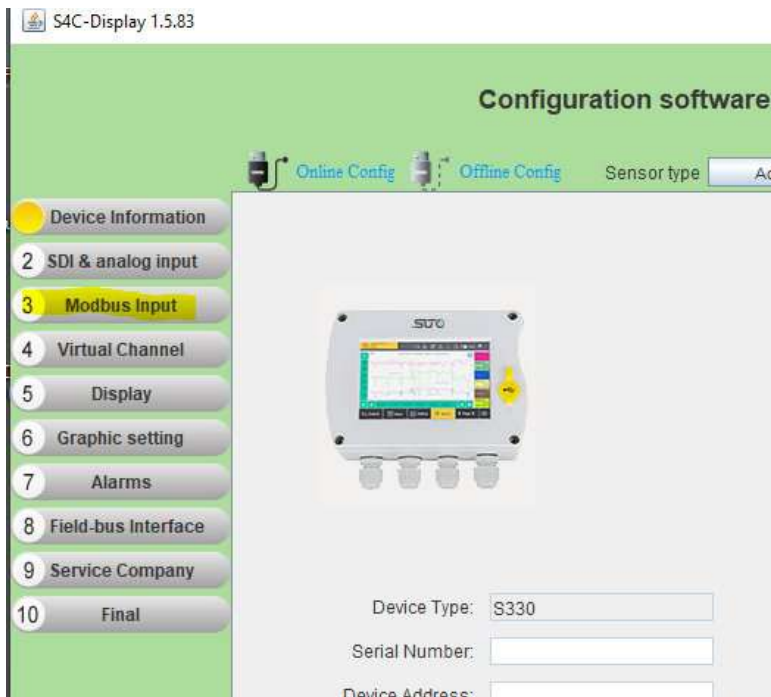 S4C-Display 1.5.83
Configuration software
Online Config
Offline Config
Sensor type
Device Information
2 SDI & analog input
3 Modbus Input
4 Virtual Channel
5 Display
6 Graphic setting
7 Alarms
8 Field-bus Interface
9 Service Company
10 Final
SUTO
Device Type: S330
Serial Number:
Device Address: